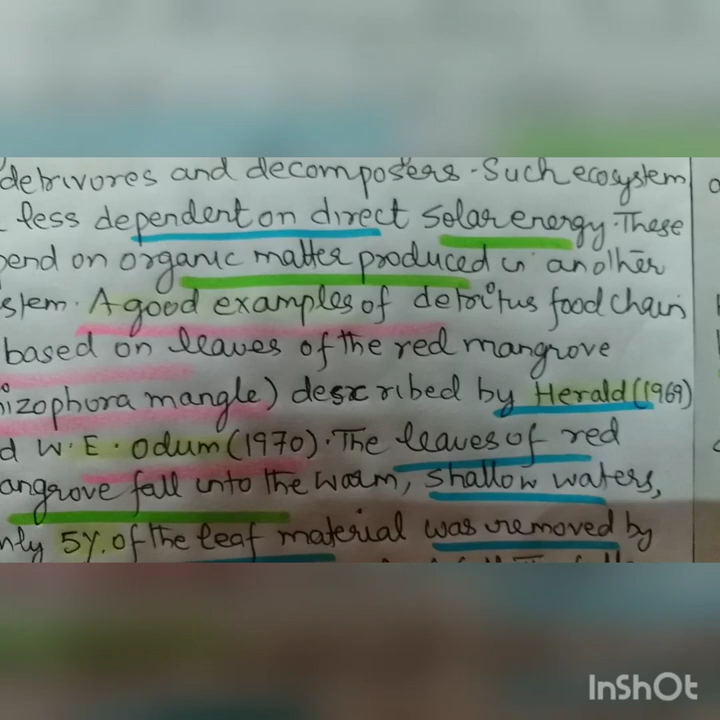 detrivores and decomposers. Such ecosystem
less dependent on direct solar energy. These
pend on organic matter produced in another
stem. A good examples of detritus food chain
based on leaves of the red mangrove
izophora mangle) described by Herald (1969)
d W. E. Odum (1970). The leaves of red
angrove fall into the warm, shallow waters,
nly 5%. of the leaf material was removed by
InShOt